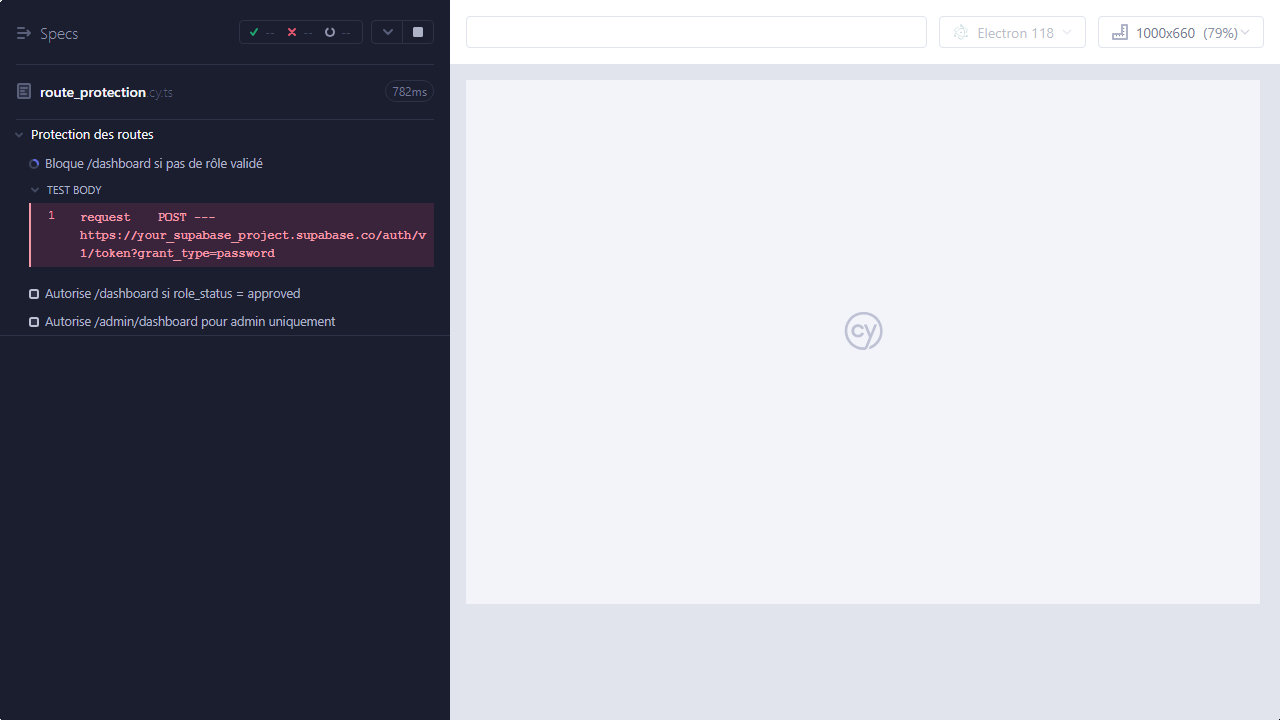 Specs
-- -- --
route_protection.cy.ts 782ms
Protection des routes
Bloque /dashboard si pas de rôle validé
TEST BODY
1 request POST ---
https://your_supabase_project.supabase.co/auth/v
1/token?grant_type=password
Autorise /dashboard si role_status = approved
Autorise /admin/dashboard pour admin uniquement
Electron 118
1000x660 (79%)
cy